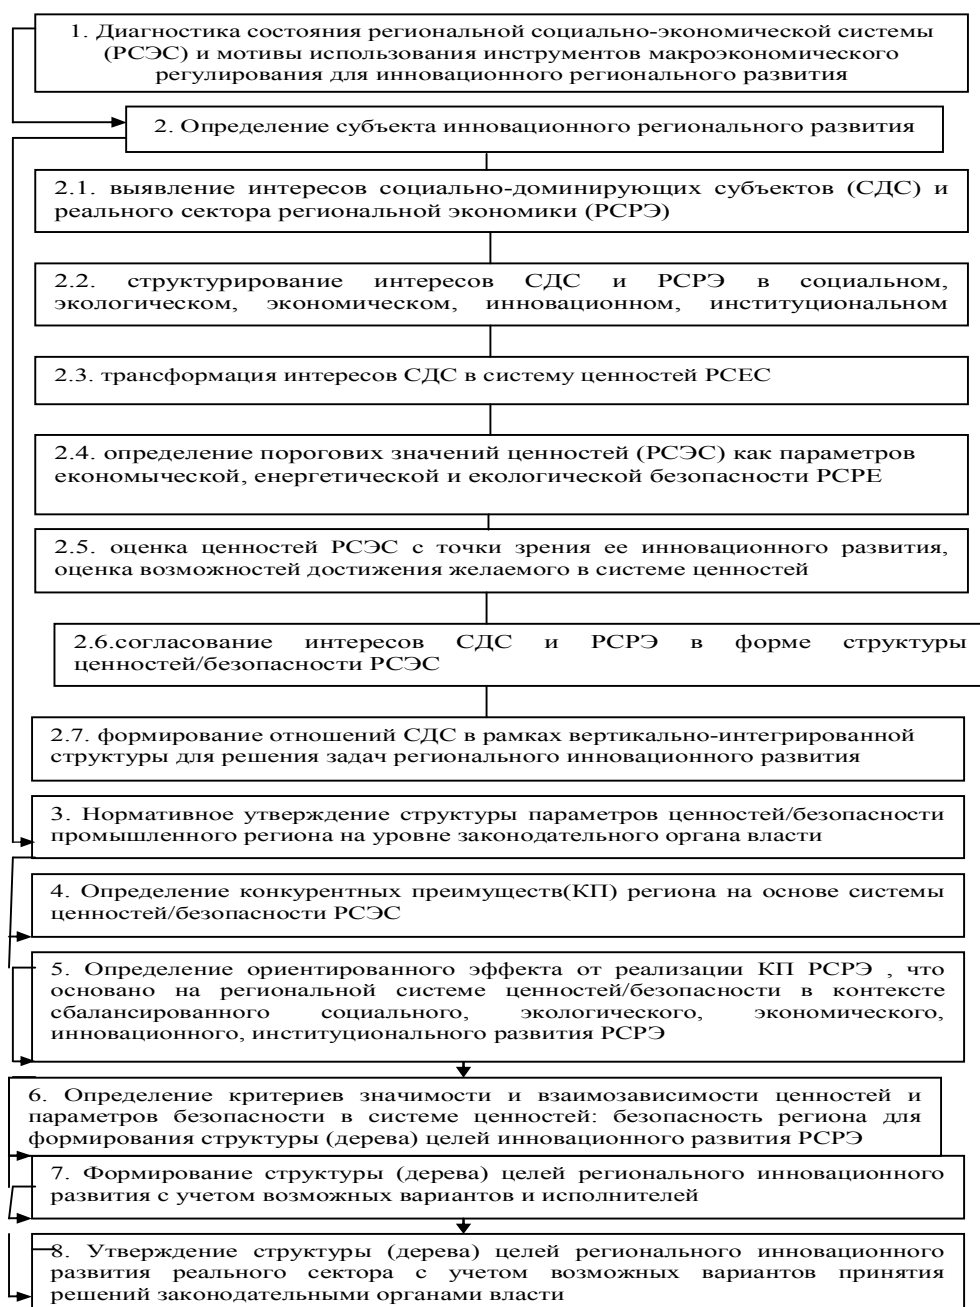 1. Диагностика состояния региональной социально-экономической системы
(РСЭС) и мотивы использования инструментов макроэкономического
регулирования для инновационного регионального развития
2. Определение субъекта инновационного регионального развития
2.1. выявление интересов социально-доминирующих субъектов (СДС) и
реального сектора региональной экономики (РСРЭ)
2.2. структурирование интересов СДС и РСРЭ в социальном,
экологическом, экономическом, инновационном, институциональном
2.3. трансформация интересов СДС в систему ценностей РСЕС
2.4. определение порогових значений ценностей (РСЭС) как параметров
економыческой, енергетической и екологической безопасности РСРЕ
2.5. оценка ценностей РСЭС с точки зрения ее инновационного развития,
оценка возможностей достижения желаемого в системе ценностей
2.6.согласование интересов СДС и РСРЭ в форме структуры
ценностей/безопасности РСЭС
2.7. формирование отношений СДС в рамках вертикально-интегрированной
структуры для решения задач регионального инновационного развития
3. Нормативное утверждение структуры параметров ценностей/безопасности
промышленного региона на уровне законодательного органа власти
4. Определение конкурентных преимуществ(КП) региона на основе системы
ценностей/безопасности РСЭС
5. Определение ориентированного эффекта от реализации КП РСРЭ , что
основано на региональной системе ценностей/безопасности в контексте
сбалансированного социального, экологического, экономического,
инновационного, институционального развития РСРЭ
6. Определение критериев значимости и взаимозависимости ценностей и
параметров безопасности в системе ценностей: безопасность региона для
формирования структуры (дерева) целей инновационного развития РСРЭ
7. Формирование структуры (дерева) целей регионального инновационного
развития с учетом возможных вариантов и исполнителей
8. Утверждение структуры (дерева) целей регионального инновационного
развития реального сектора с учетом возможных вариантов принятия
решений законодательными органами власти